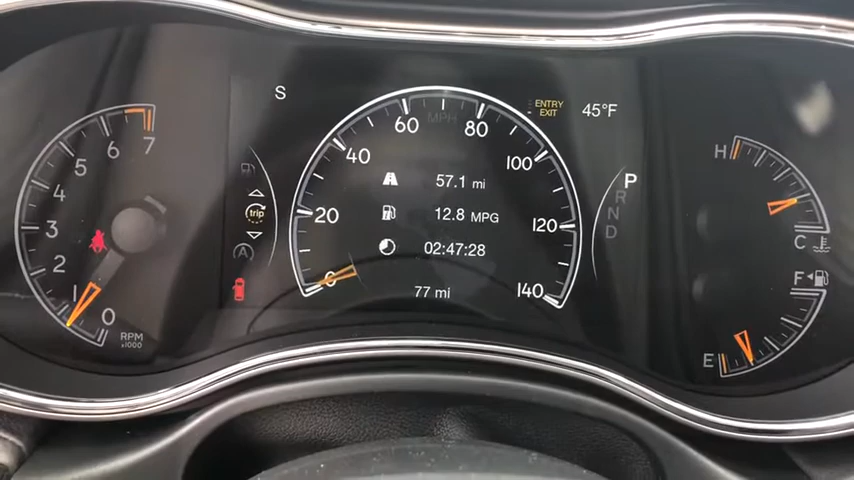 S
ENTRY
EXIT
45°F
7
6
5
4
3
2
1
0
RPM
x1000
trip
A
MPH
0
20
40
60
80
100
120
140
57.1 mi
12.8 MPG
02:47:28
77 mi
P
R
N
D
H
C
F
E